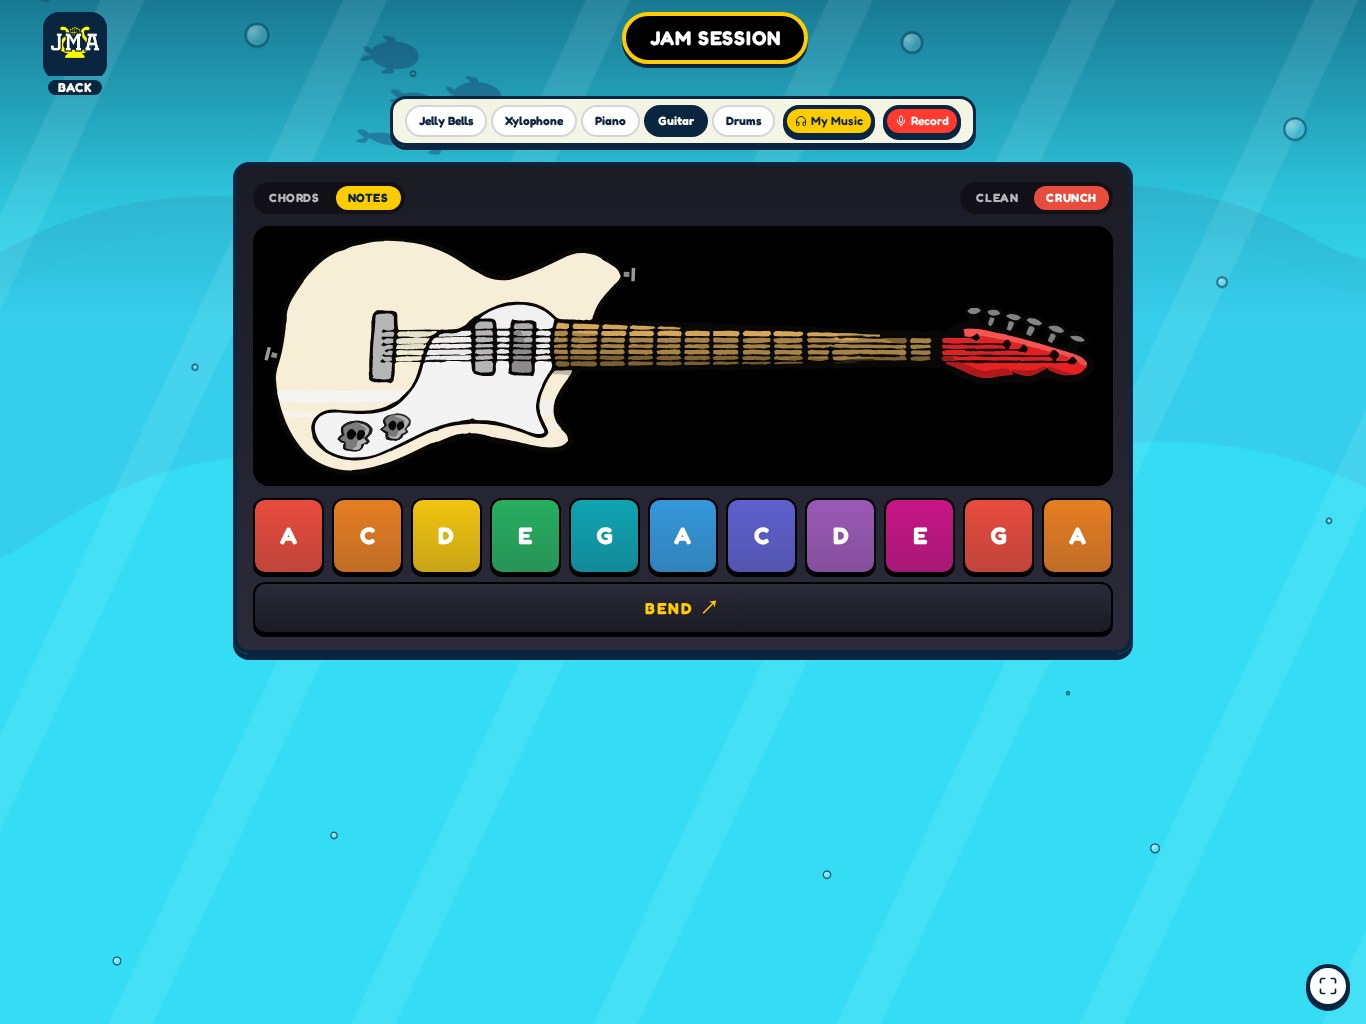 JMA
BACK
JAM SESSION
Jelly Bells Xylophone Piano Guitar Drums My Music Record
CHORDS NOTES CLEAN CRUNCH
A C D E G A C D E G A
BEND ↗